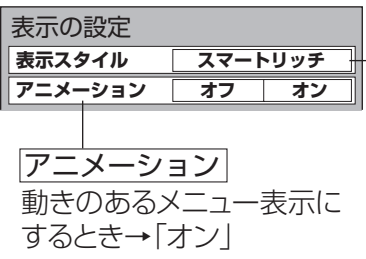 表示の設定
表示スタイル スマートリッチ
アニメーション オフ オン
アニメーション
動きのあるメニュー表示に
するとき→「オン」